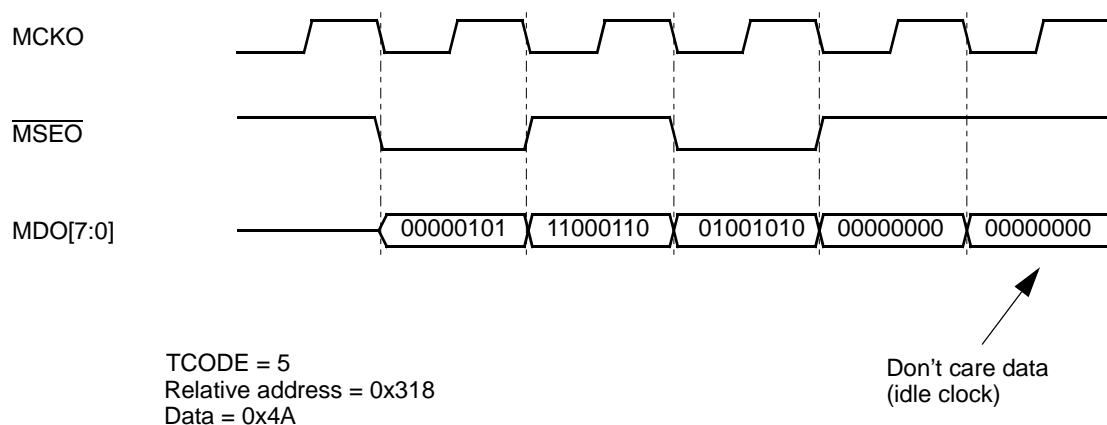 MCKO
MSEO
MDO[7:0]
00000101 11000110 01001010 00000000 00000000
TCODE = 5
Relative address = 0x318
Data = 0x4A
Don't care data
(idle clock)